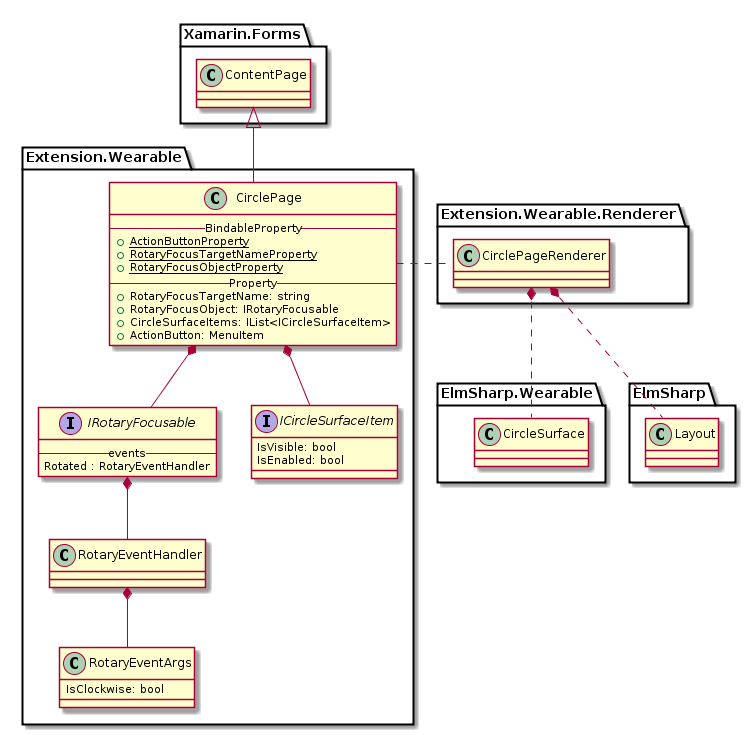 Xamarin.Forms
C ContentPage
Extension.Wearable
C CirclePage
BindableProperty
ActionButtonProperty
RotaryFocusTargetNameProperty
RotaryFocusObjectProperty
Property
RotaryFocusTargetName: string
RotaryFocusObject: IRotaryFocusable
CircleSurfaceItems: IList<ICircleSurfaceItem>
ActionButton: MenuItem
Extension.Wearable.Renderer
C CirclePageRenderer
I IRotaryFocusable
events
Rotated : RotaryEventHandler
I ICircleSurfaceItem
IsVisible: bool
IsEnabled: bool
ElmSharp.Wearable
C CircleSurface
ElmSharp
C Layout
C RotaryEventHandler
C RotaryEventArgs
IsClockwise: bool